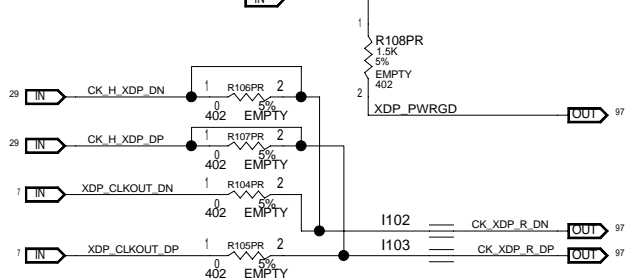 IN
1
R108PR
1.5K
5%
EMPTY
402
2
XDP_PWRGD
OUT 97
29 IN CK_H_XDP_DN 1 R106PR 2
0 5%
402 EMPTY
29 IN CK_H_XDP_DP 1 R107PR 2
0 5%
402 EMPTY
7 IN XDP_CLKOUT_DN 1 R104PR 2
0 5%
402 EMPTY
I102 CK_XDP_R_DN OUT 97
7 IN XDP_CLKOUT_DP 1 R105PR 2
0 5%
402 EMPTY
I103 CK_XDP_R_DP OUT 97